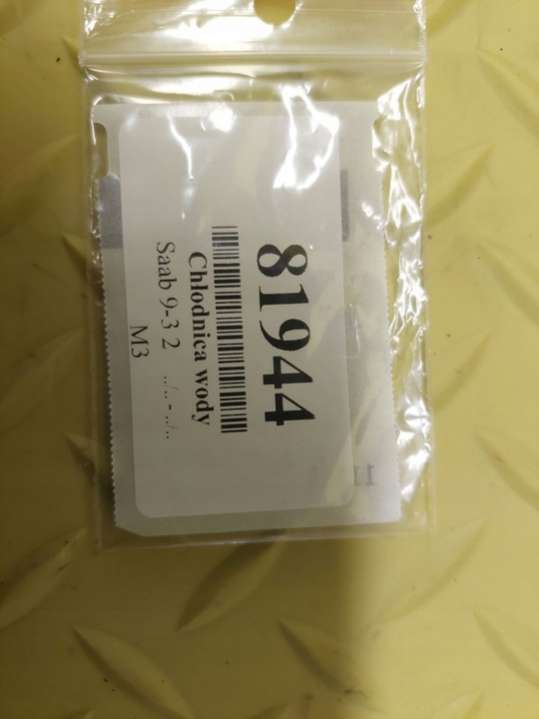 81944
Chłodnica wody
Saab 9-3 2 ../..-../..
M3